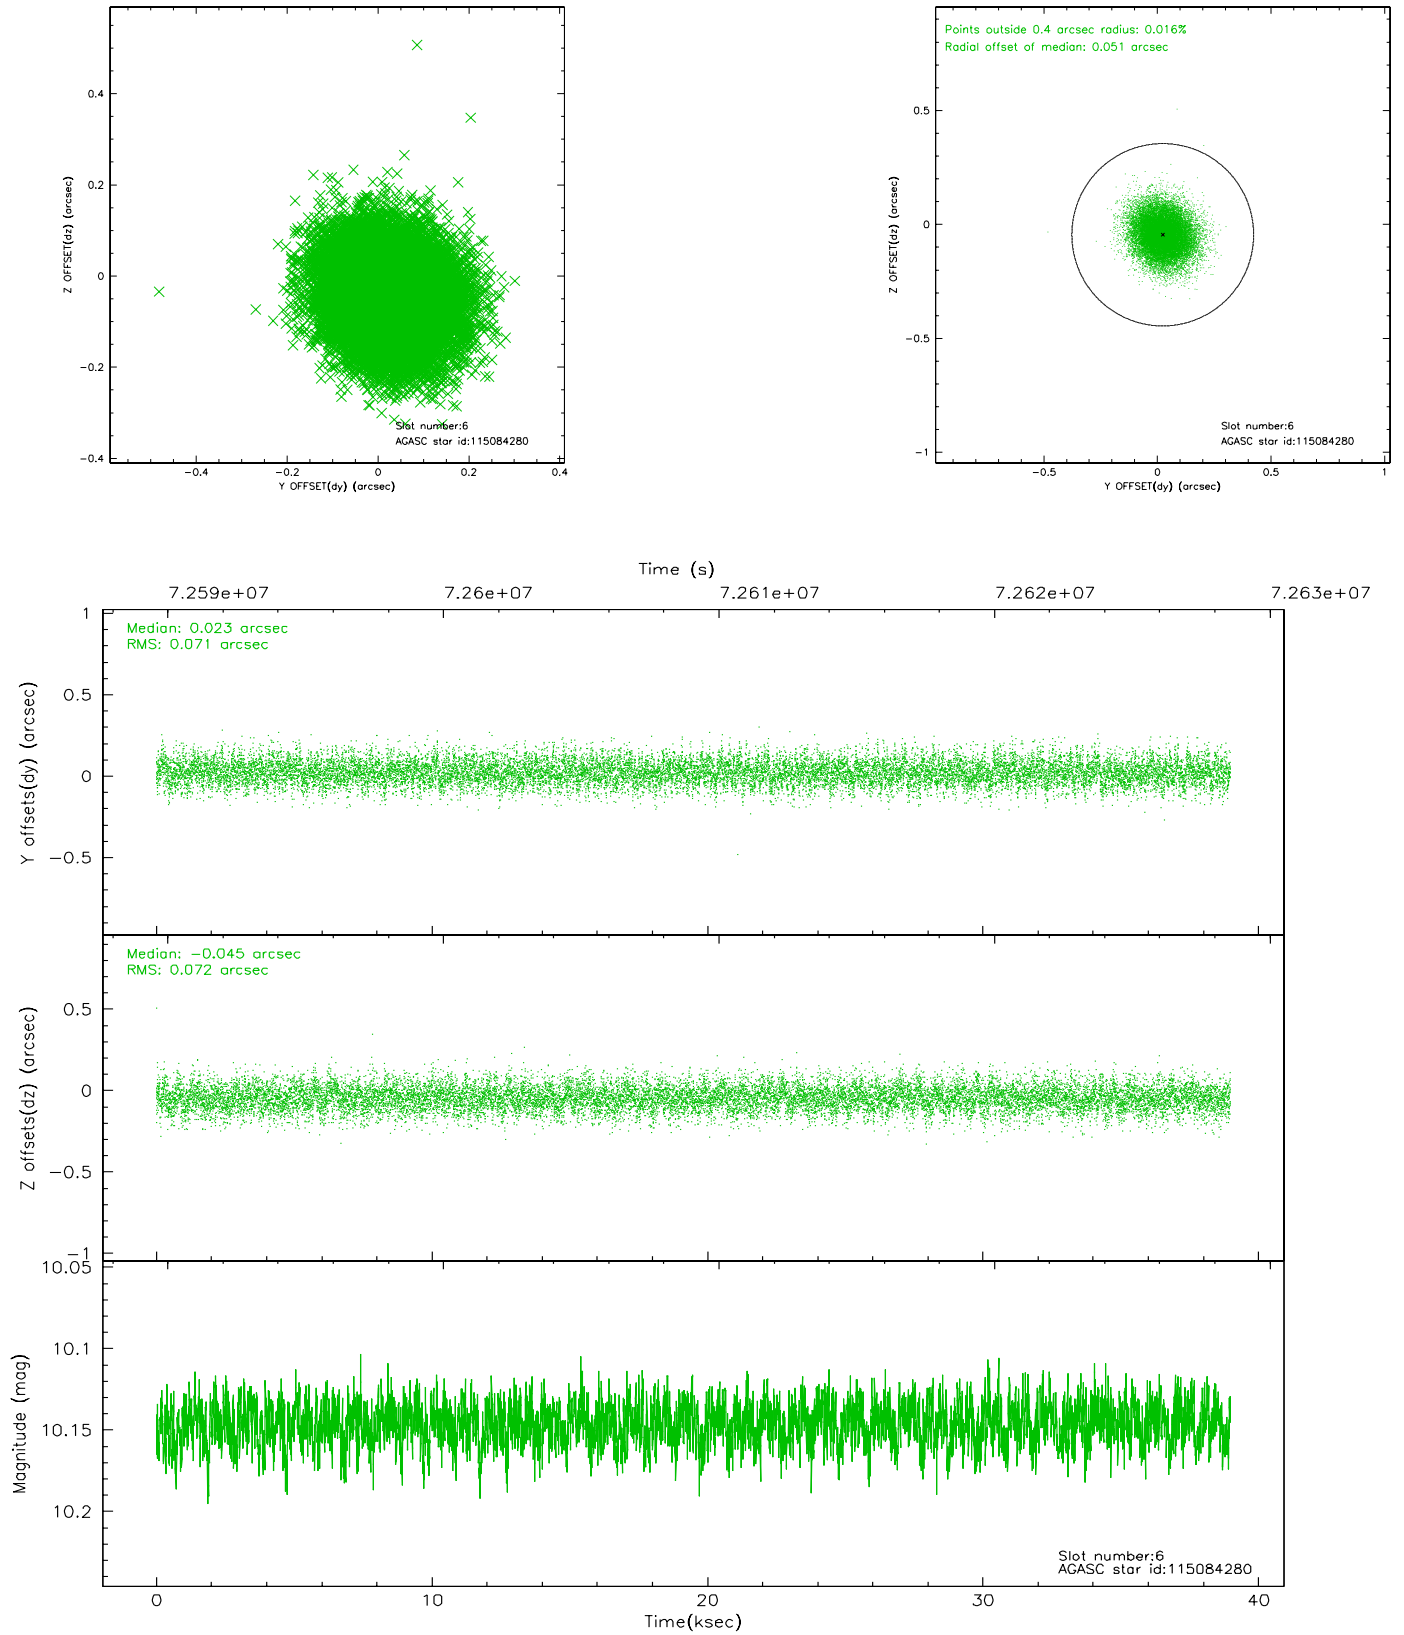 0.4
0.2
0
−0.2
−0.4
Z OFFSET(dz) (arcsec)
−0.4 −0.2 0 0.2 0.4
Y OFFSET(dy) (arcsec)
Slot number:6
AGASC star id:115084280
Points outside 0.4 arcsec radius: 0.016%
Radial offset of median: 0.051 arcsec
0.5
0
−0.5
−1
Z OFFSET(dz) (arcsec)
−0.5 0 0.5 1
Y OFFSET(dy) (arcsec)
Slot number:6
AGASC star id:115084280
Time (s)
7.259e+07 7.26e+07 7.261e+07 7.262e+07 7.263e+07
Median: 0.023 arcsec
RMS: 0.071 arcsec
1
0.5
0
−0.5
Y offsets(dy) (arcsec)
Median: −0.045 arcsec
RMS: 0.072 arcsec
0.5
0
−0.5
−1
Z offsets(dz) (arcsec)
10.05
10.1
10.15
10.2
Magnitude (mag)
Slot number:6
AGASC star id:115084280
0 10 20 30 40
Time(ksec)